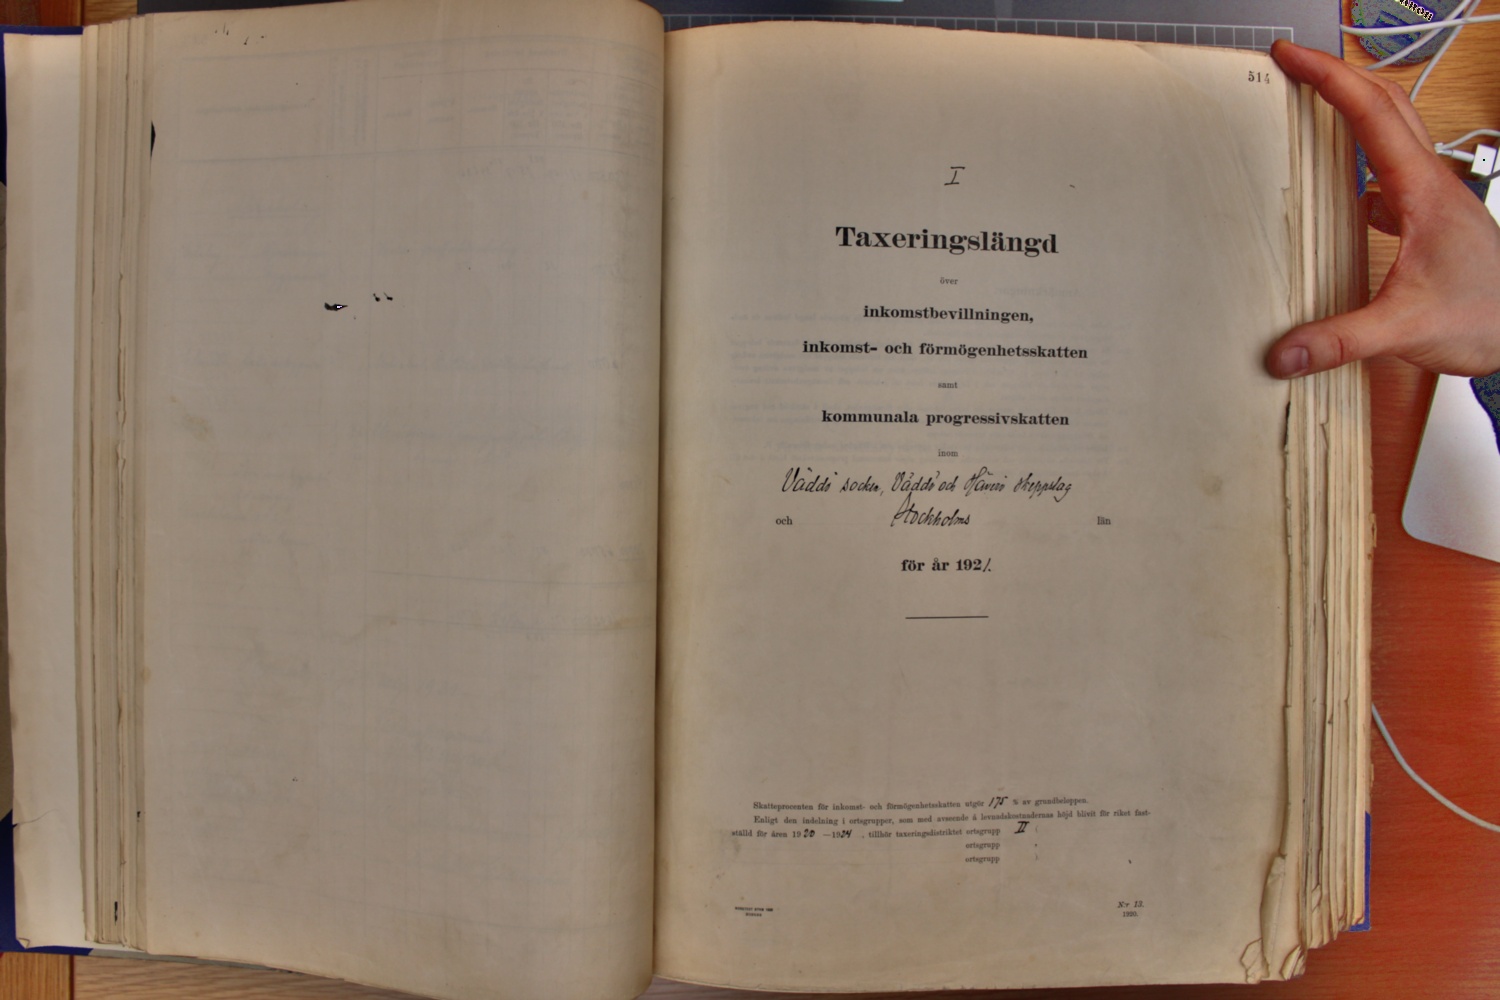 514
I
Taxeringslängd
över
inkomstbevillningen,
inkomst- och förmögenhetsskatten
samt
kommunala progressivskatten
inom
Väddö socken, Väddö och Häverö skeppslag
och Stockholms län
för år 1921.
Skatteprocenten för inkomst- och förmögenhetsskatten utgör 175 % av grundbeloppen.
Enligt den indelning i ortsgrupper, som med avseende å levnadskostnadernas höjd blivit för riket fast-
ställd för åren 1920—1924, tillhör taxeringsdistriktet ortsgrupp II
ortsgrupp
ortsgrupp
N:r 13.
1920.